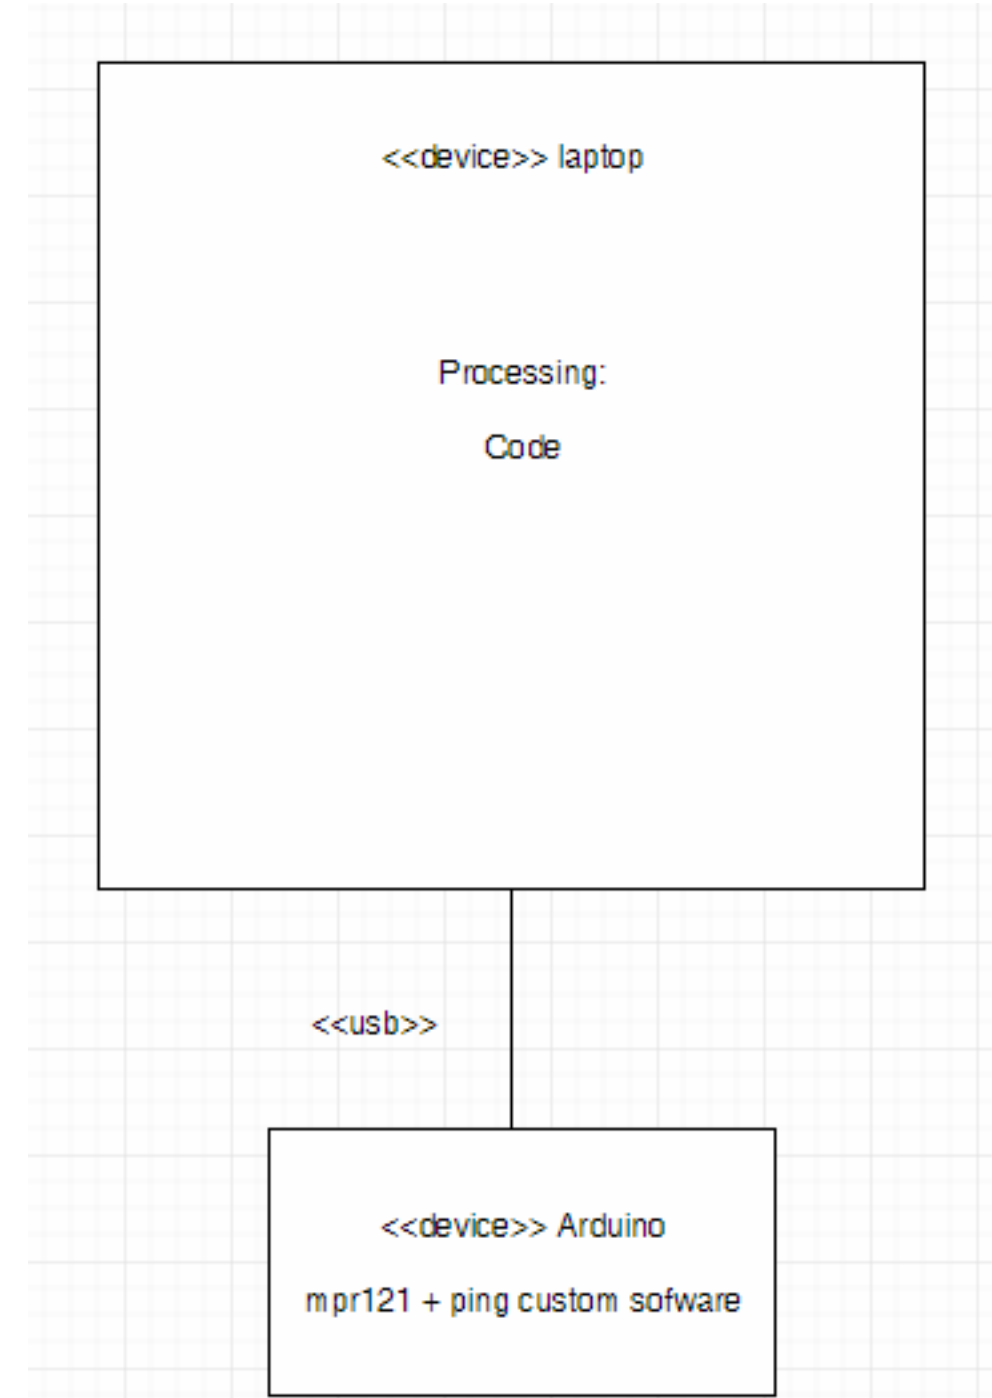 <<device>> laptop
Processing:
Code
<<usb>>
<<device>> Arduino
mpr121 + ping custom sofware